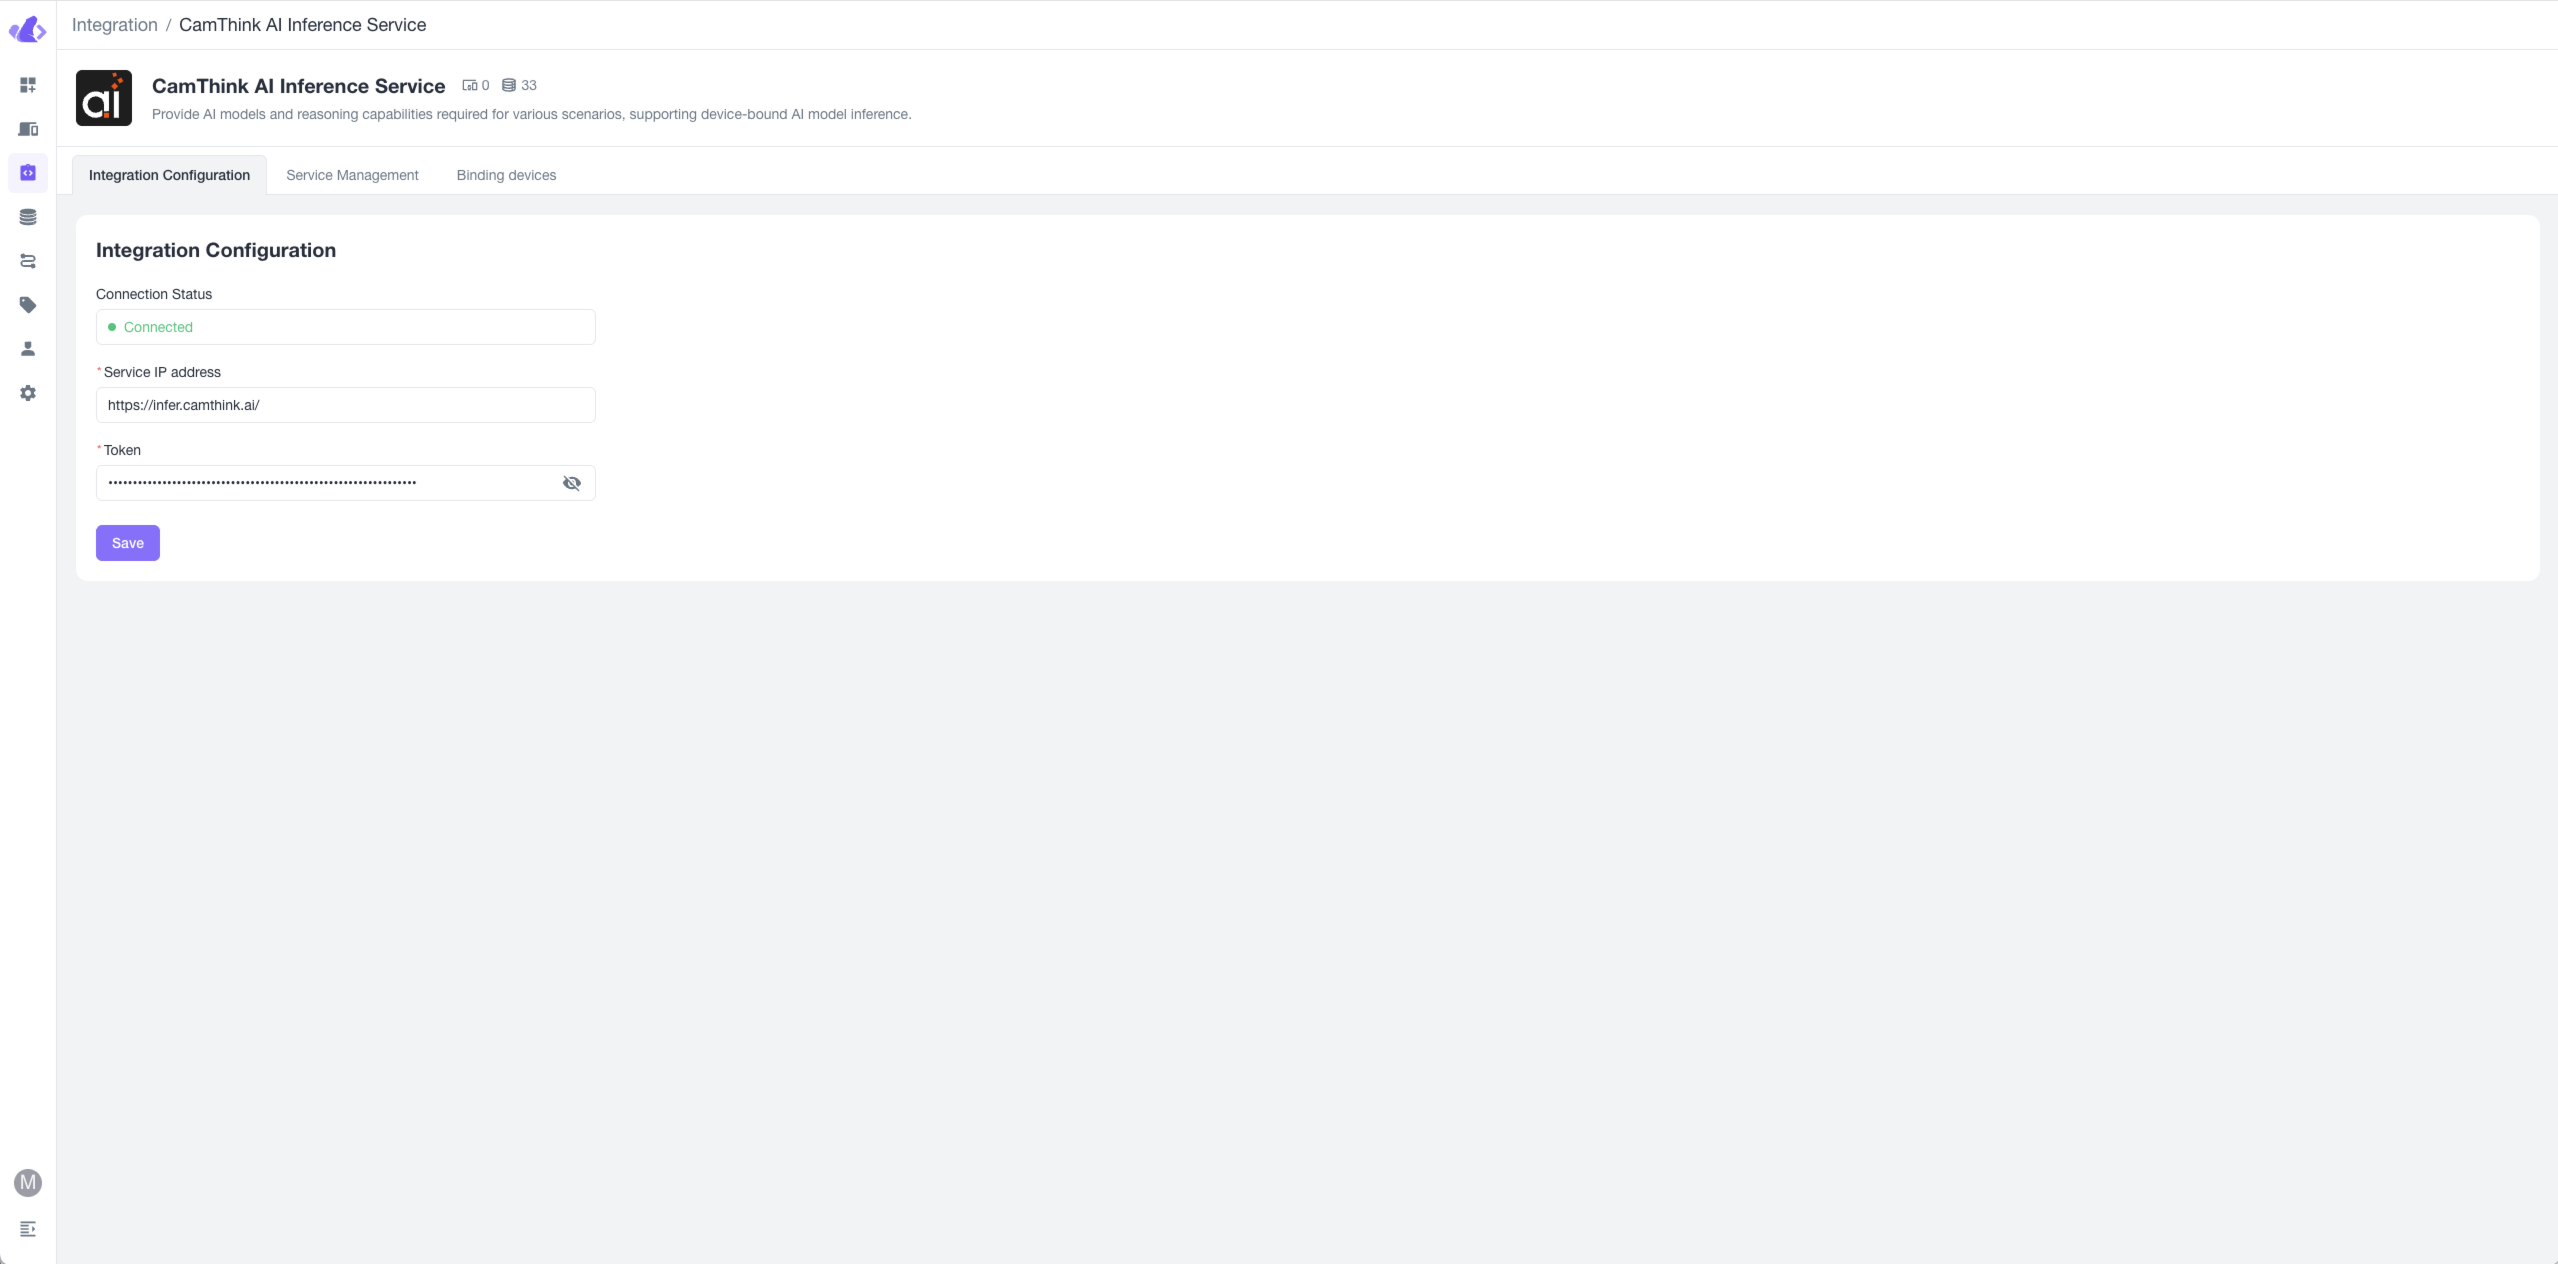 Integration / CamThink AI Inference Service
ai
CamThink AI Inference Service 0 33
Provide AI models and reasoning capabilities required for various scenarios, supporting device-bound AI model inference.
Integration Configuration Service Management Binding devices
Integration Configuration
Connection Status
Connected
* Service IP address
https://infer.camthink.ai/
* Token
Save
M